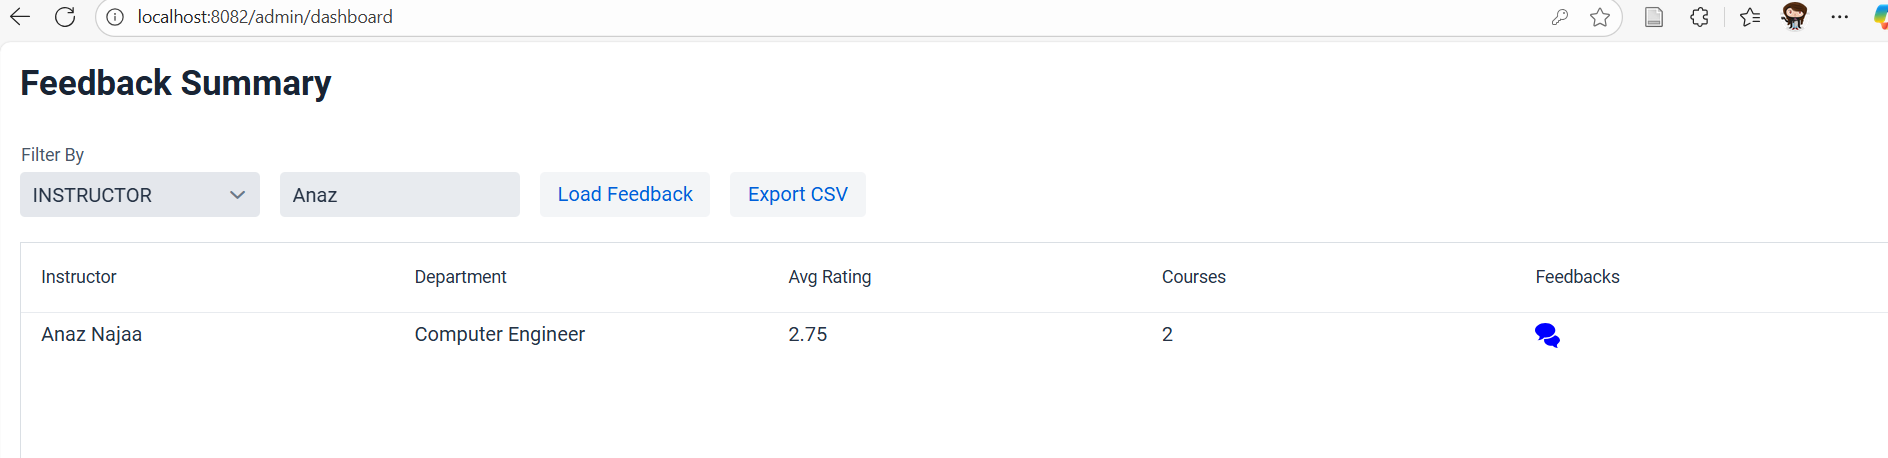 localhost:8082/admin/dashboard
Feedback Summary
Filter By
INSTRUCTOR Anaz Load Feedback Export CSV
Instructor Department Avg Rating Courses Feedbacks
Anaz Najaa Computer Engineer 2.75 2